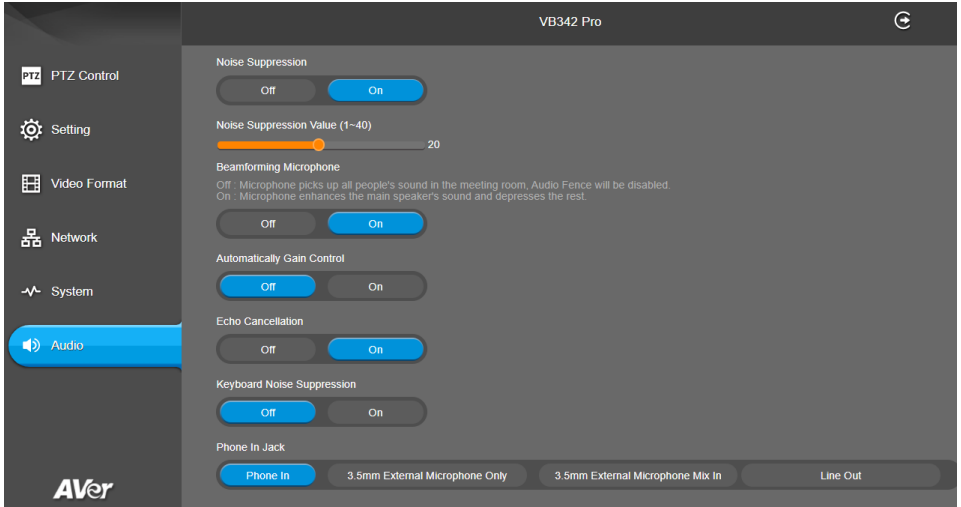 VB342 Pro
PTZ PTZ Control
Setting
Video Format
Network
System
Audio
AVer
Noise Suppression
Off On
Noise Suppression Value (1~40)
20
Beamforming Microphone
Off : Microphone picks up all people's sound in the meeting room, Audio Fence will be disabled.
On : Microphone enhances the main speaker's sound and depresses the rest.
Off On
Automatically Gain Control
Off On
Echo Cancellation
Off On
Keyboard Noise Suppression
Off On
Phone In Jack
Phone In 3.5mm External Microphone Only 3.5mm External Microphone Mix In Line Out